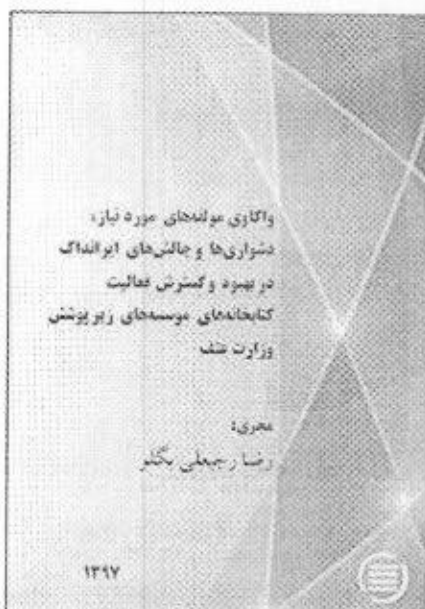 واکاوی مولفه‌های مورد نیاز،
دشواری‌ها و چالش‌های ایرانداک
در بهبود و گسترش فعالیت
کتابخانه‌های موسسه‌های زیر پوشش
وزارت عتف
مجری:
رضا رجبعلی بگلو
۱۳۹۷